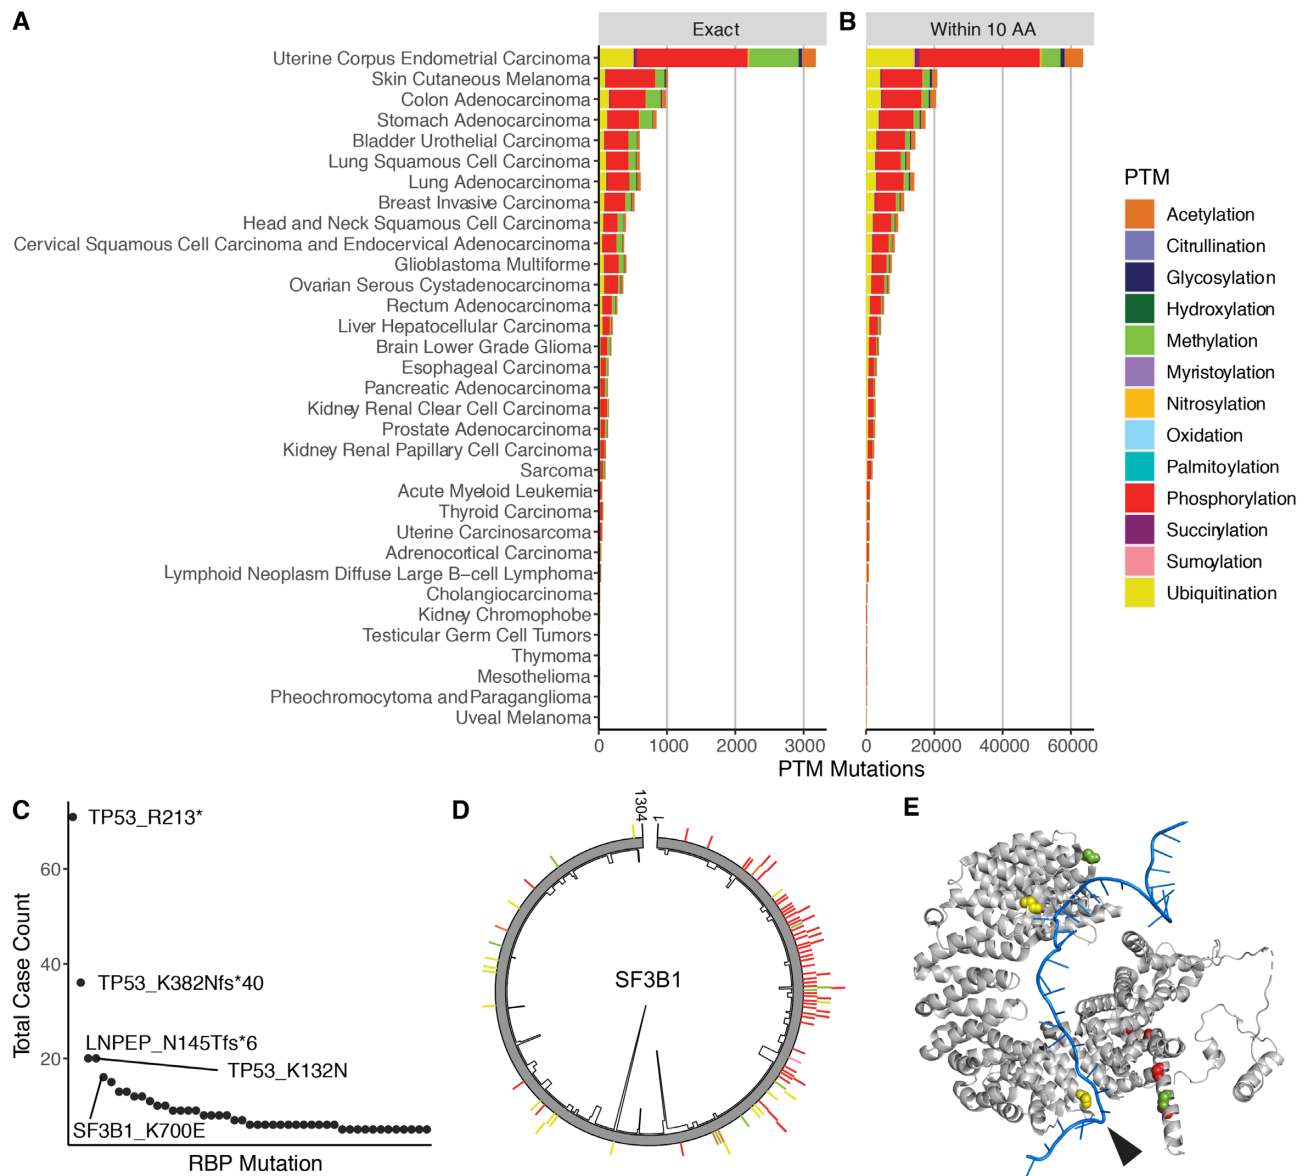 A
B
Exact
Within 10 AA
Uterine Corpus Endometrial Carcinoma
Skin Cutaneous Melanoma
Colon Adenocarcinoma
Stomach Adenocarcinoma
Bladder Urothelial Carcinoma
Lung Squamous Cell Carcinoma
Lung Adenocarcinoma
Breast Invasive Carcinoma
Head and Neck Squamous Cell Carcinoma
Cervical Squamous Cell Carcinoma and Endocervical Adenocarcinoma
Glioblastoma Multiforme
Ovarian Serous Cystadenocarcinoma
Rectum Adenocarcinoma
Liver Hepatocellular Carcinoma
Brain Lower Grade Glioma
Esophageal Carcinoma
Pancreatic Adenocarcinoma
Kidney Renal Clear Cell Carcinoma
Prostate Adenocarcinoma
Kidney Renal Papillary Cell Carcinoma
Sarcoma
Acute Myeloid Leukemia
Thyroid Carcinoma
Uterine Carcinosarcoma
Adrenocortical Carcinoma
Lymphoid Neoplasm Diffuse Large B−cell Lymphoma
Cholangiocarcinoma
Kidney Chromophobe
Testicular Germ Cell Tumors
Thymoma
Mesothelioma
Pheochromocytoma and Paraganglioma
Uveal Melanoma
0 1000 2000 3000
0 20000 40000 60000
PTM Mutations
PTM
Acetylation
Citrullination
Glycosylation
Hydroxylation
Methylation
Myristoylation
Nitrosylation
Oxidation
Palmitoylation
Phosphorylation
Succinylation
Sumoylation
Ubiquitination
C
Total Case Count
60
40
20
TP53_R213*
TP53_K382Nfs*40
LNPEP_N145Tfs*6
TP53_K132N
SF3B1_K700E
RBP Mutation
D
1304
1
SF3B1
E